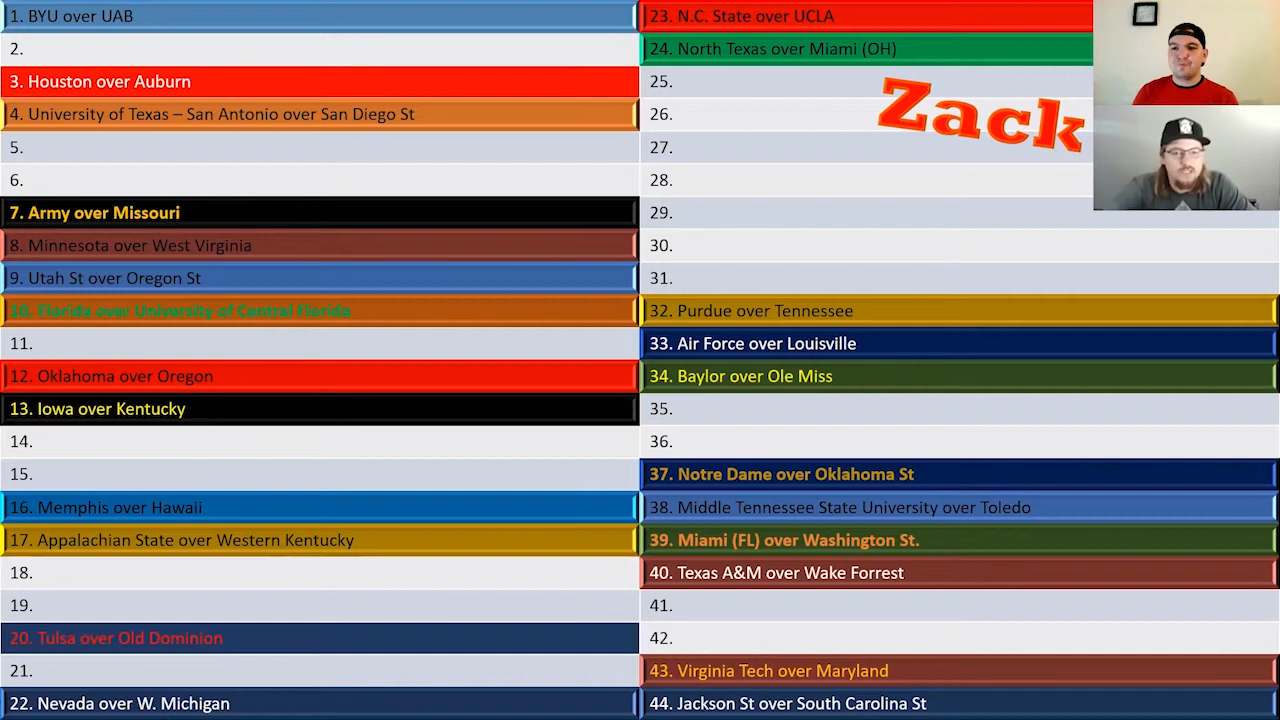 1. BYU over UAB
2.
3. Houston over Auburn
4. University of Texas – San Antonio over San Diego St
5.
6.
7. Army over Missouri
8. Minnesota over West Virginia
9. Utah St over Oregon St
10. Florida over University of Central Florida
11.
12. Oklahoma over Oregon
13. Iowa over Kentucky
14.
15.
16. Memphis over Hawaii
17. Appalachian State over Western Kentucky
18.
19.
20. Tulsa over Old Dominion
21.
22. Nevada over W. Michigan
23. N.C. State over UCLA
24. North Texas over Miami (OH)
25.
26.
27.
28.
29.
30.
31.
32. Purdue over Tennessee
33. Air Force over Louisville
34. Baylor over Ole Miss
35.
36.
37. Notre Dame over Oklahoma St
38. Middle Tennessee State University over Toledo
39. Miami (FL) over Washington St.
40. Texas A&M over Wake Forrest
41.
42.
43. Virginia Tech over Maryland
44. Jackson St over South Carolina St
Zack